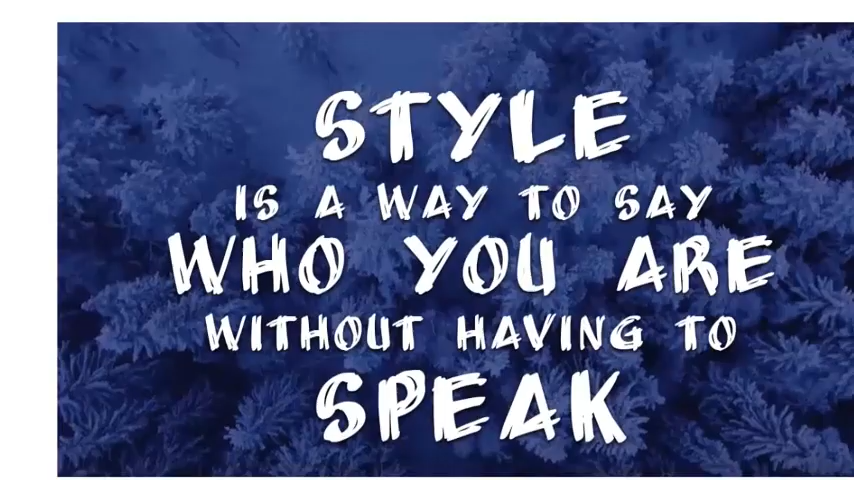 STYLE
IS A WAY TO SAY
WHO YOU ARE
WITHOUT HAVING TO
SPEAK